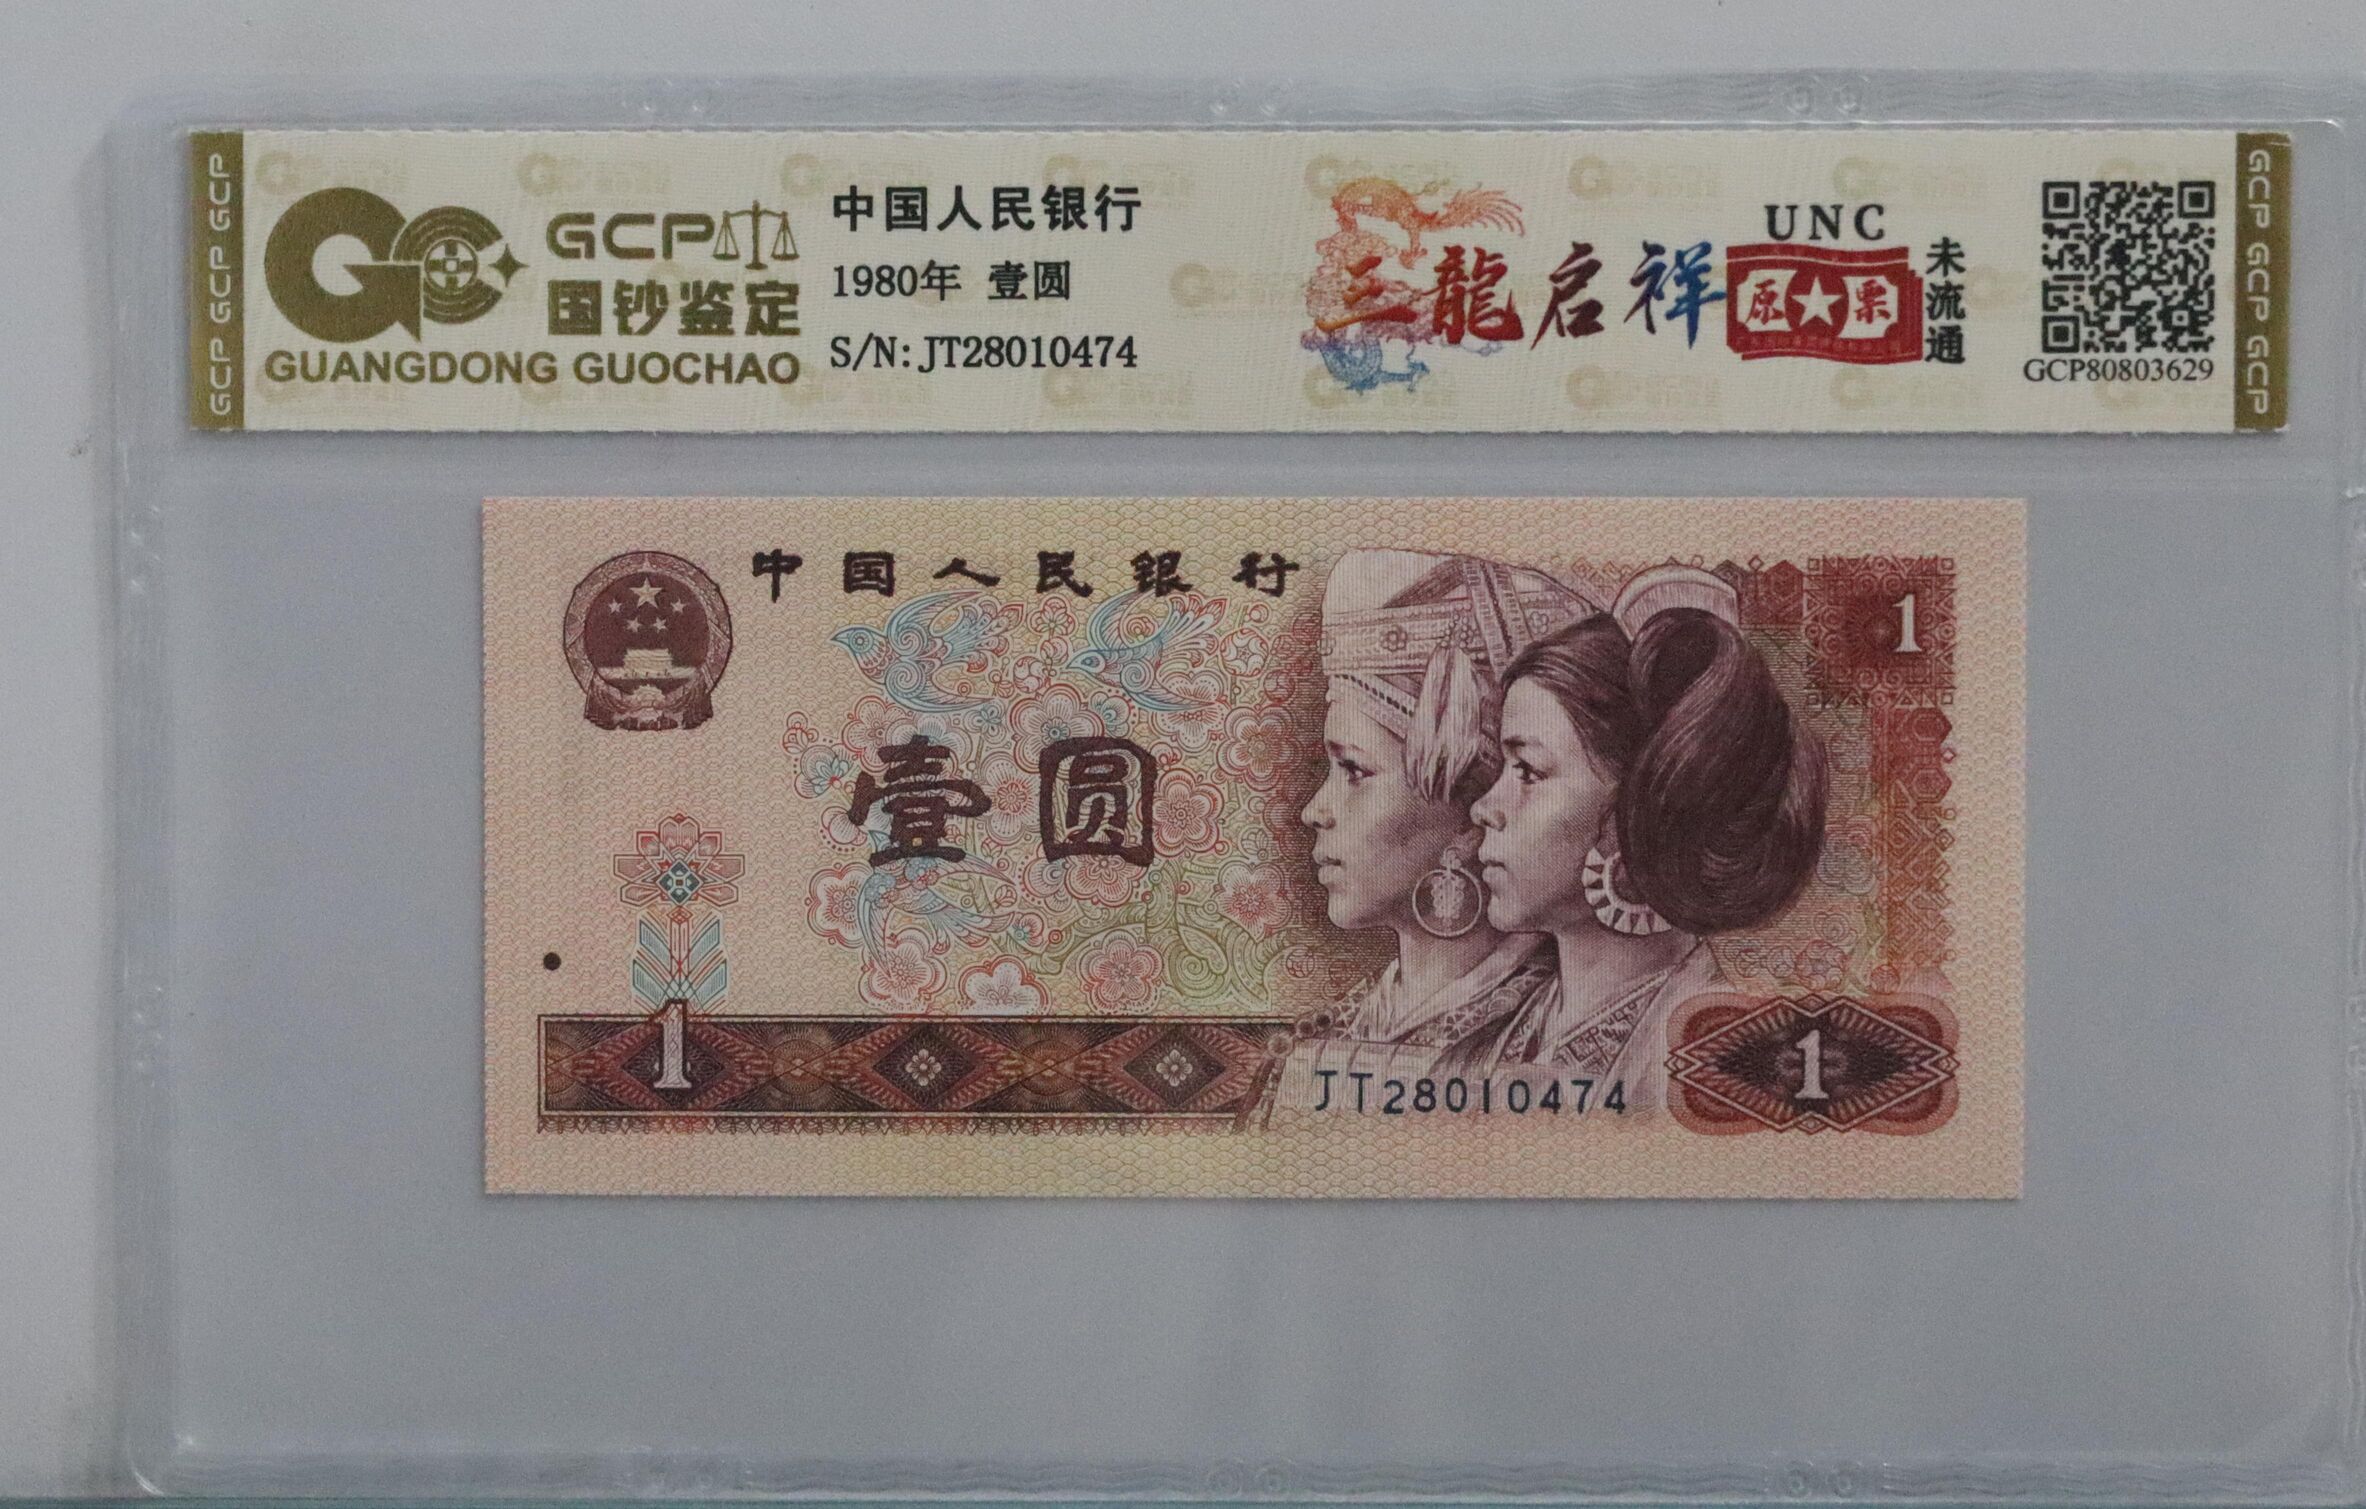 GCP GCP GCP
GCP
国钞鉴定
GUANGDONG GUOCHAO
中国人民银行
1980年 壹圆
S/N: JT28010474
三龍启祥
UNC
原★票
未流通
GCP80803629
GCP GCP GCP
中国人民银行
1
壹圆
1
1
JT28010474